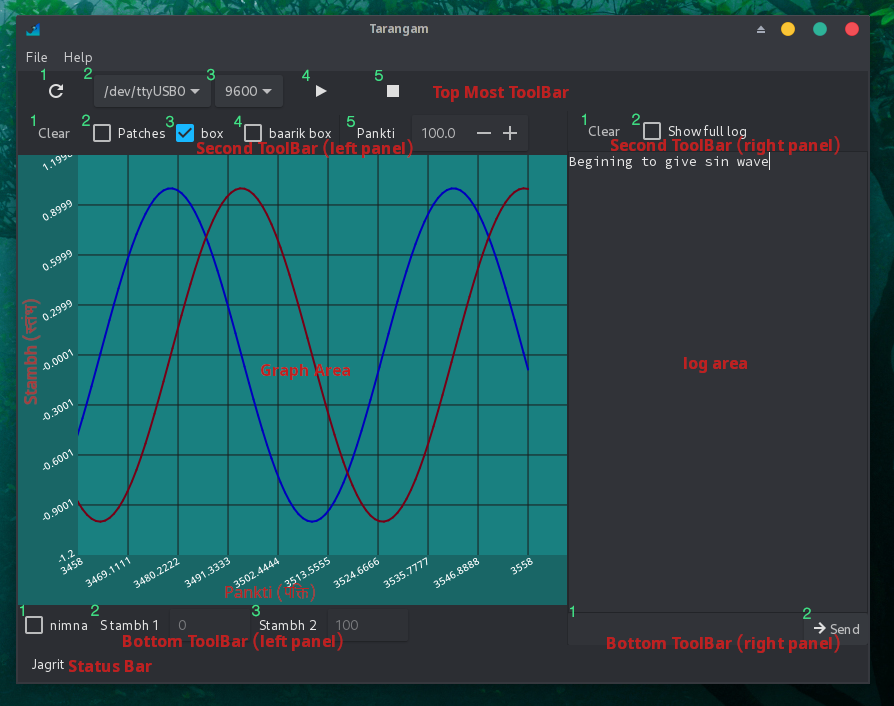 Tarangam
File Help
1 2 3 4 5
/dev/ttyUSB0 9600 Top Most ToolBar
1 2 3 4 5 1 2
Clear Patches box baarik box Pankti 100.0 Clear Show full log
Second ToolBar (left panel) Second ToolBar (right panel)
Begining to give sin wave
0.8999
0.5999
0.2999
-0.0001
-0.3001
-0.6001
-0.9001
-1.2
Stambh (स्तंभ)
Graph Area
log area
3458 3469.1111 3480.2222 3491.3333 3502.4444 3513.5555 3524.6666 3535.7777 3546.8888 3558
Pankti
1 2 3 1 2
nimna Stambh 1 0 Stambh 2 100 Send
Bottom ToolBar (left panel) Bottom ToolBar (right panel)
Jagrit Status Bar